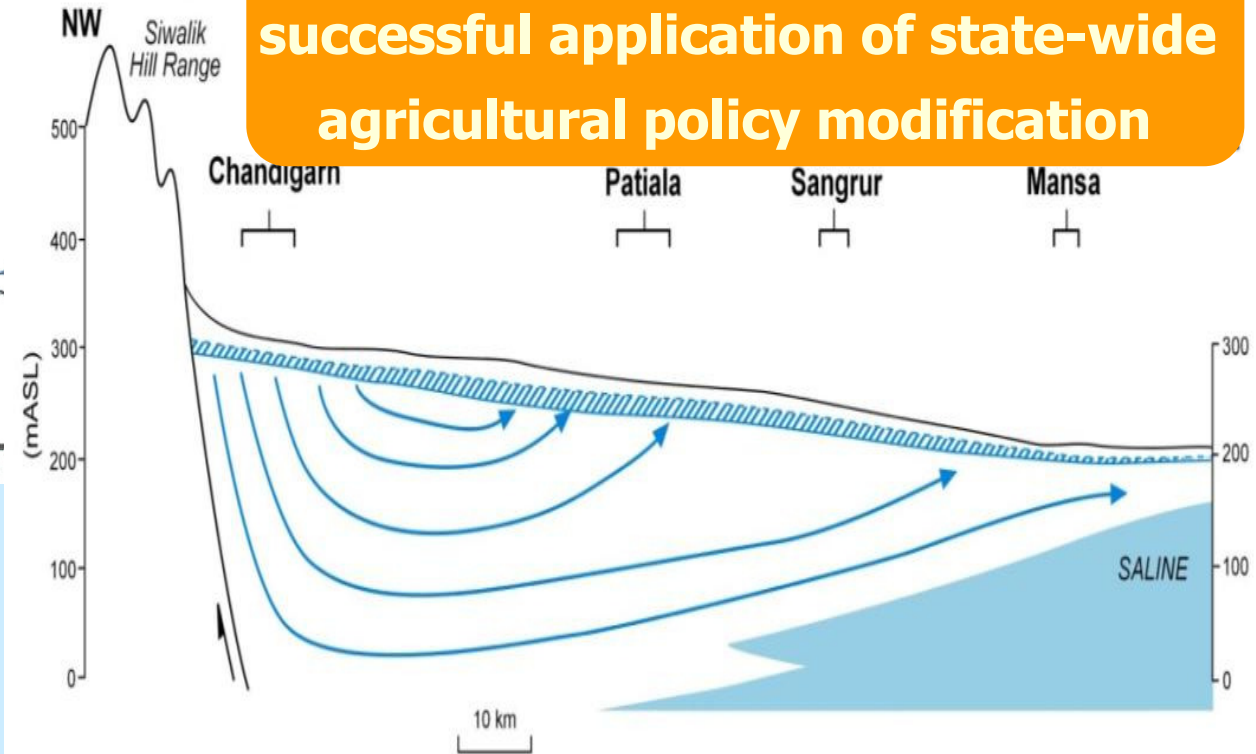 successful application of state-wide
agricultural policy modification
NW
Siwalik
Hill Range
Chandigarh
Patiala
Sangrur
Mansa
500
400
300
200
100
0
(mASL)
300
200
100
0
SALINE
10 km